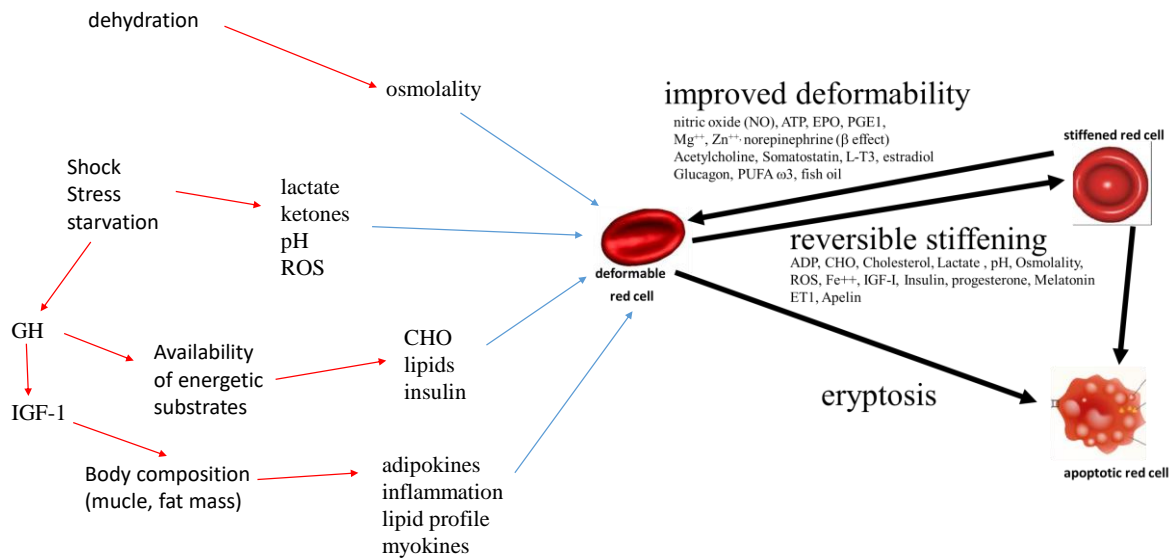 dehydration
osmolality
Shock
Stress
starvation
lactate
ketones
pH
ROS
GH
IGF-1
Availability
of energetic
substrates
CHO
lipids
insulin
Body composition
(mucle, fat mass)
adipokines
inflammation
lipid profile
myokines
improved deformability
nitric oxide (NO), ATP, EPO, PGE1,
Mg⁺⁺, Zn⁺⁺, norepinephrine (β effect)
Acetylcholine, Somatostatin, L-T3, estradiol
Glucagon, PUFA ω3, fish oil
stiffened red cell
deformable
red cell
reversible stiffening
ADP, CHO, Cholesterol, Lactate , pH, Osmolality,
ROS, Fe++, IGF-I, Insulin, progesterone, Melatonin
ET1, Apelin
eryptosis
apoptotic red cell